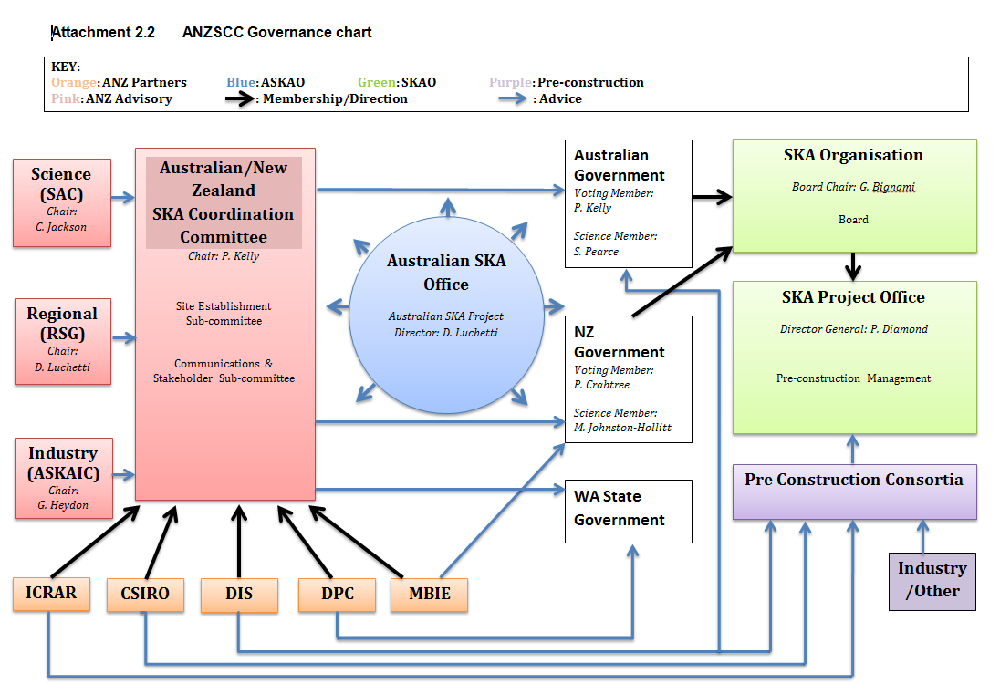 Attachment 2.2 ANZSCC Governance chart
KEY:
Orange: ANZ Partners Blue: ASKAO Green: SKAO Purple: Pre-construction
Pink: ANZ Advisory : Membership/Direction : Advice
Science
(SAC)
Chair:
C. Jackson
Regional
(RSG)
Chair:
D. Luchetti
Industry
(ASKAIC)
Chair:
G. Heydon
Australian/New
Zealand
SKA Coordination
Committee
Chair: P. Kelly
Site Establishment
Sub-committee
Communications &
Stakeholder Sub-committee
Australian SKA
Office
Australian SKA Project
Director: D. Luchetti
Australian
Government
Voting Member:
P. Kelly
Science Member:
S. Pearce
NZ
Government
Voting Member:
P. Crabtree
Science Member:
M. Johnston-Hollitt
WA State
Government
SKA Organisation
Board Chair: G. Bignami
Board
SKA Project Office
Director General: P. Diamond
Pre-construction Management
Pre Construction Consortia
Industry
/Other
ICRAR
CSIRO
DIS
DPC
MBIE